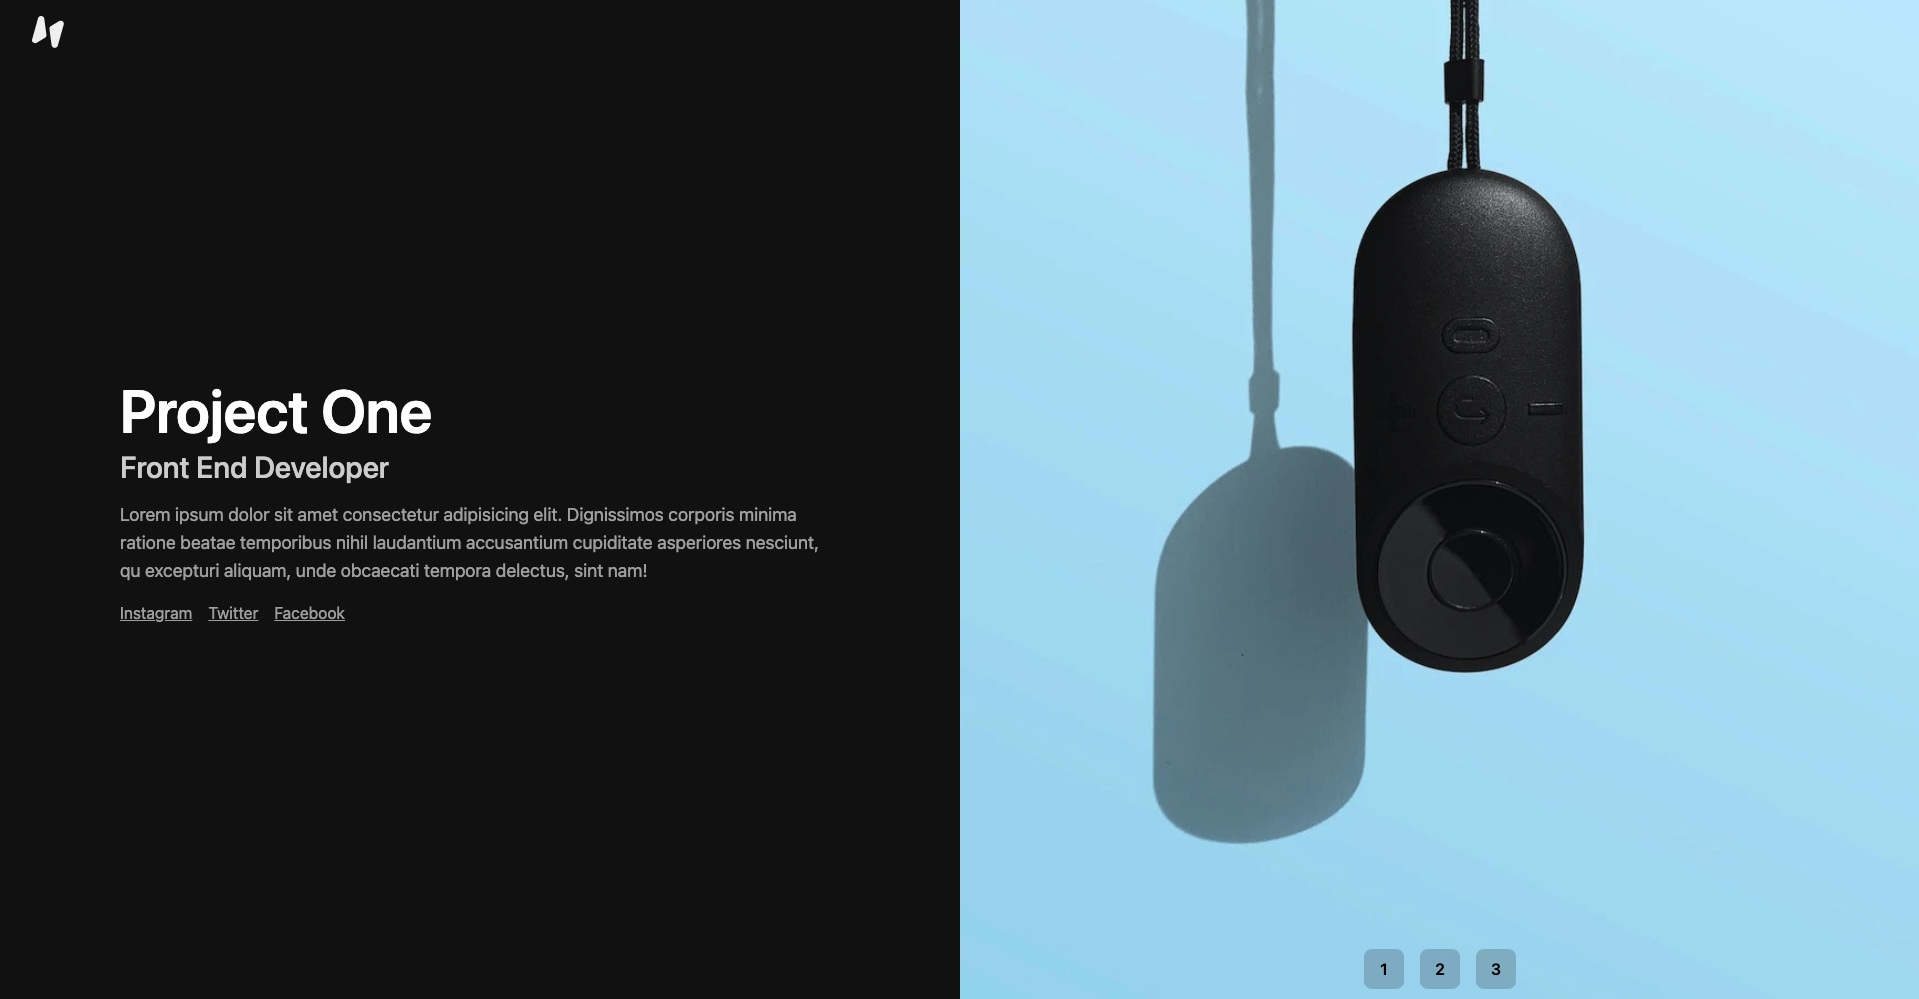 Project One
Front End Developer
Lorem ipsum dolor sit amet consectetur adipisicing elit. Dignissimos corporis minima
ratione beatae temporibus nihil laudantium accusantium cupiditate asperiores nesciunt,
qu excepturi aliquam, unde obcaecati tempora delectus, sint nam!
Instagram Twitter Facebook
1 2 3